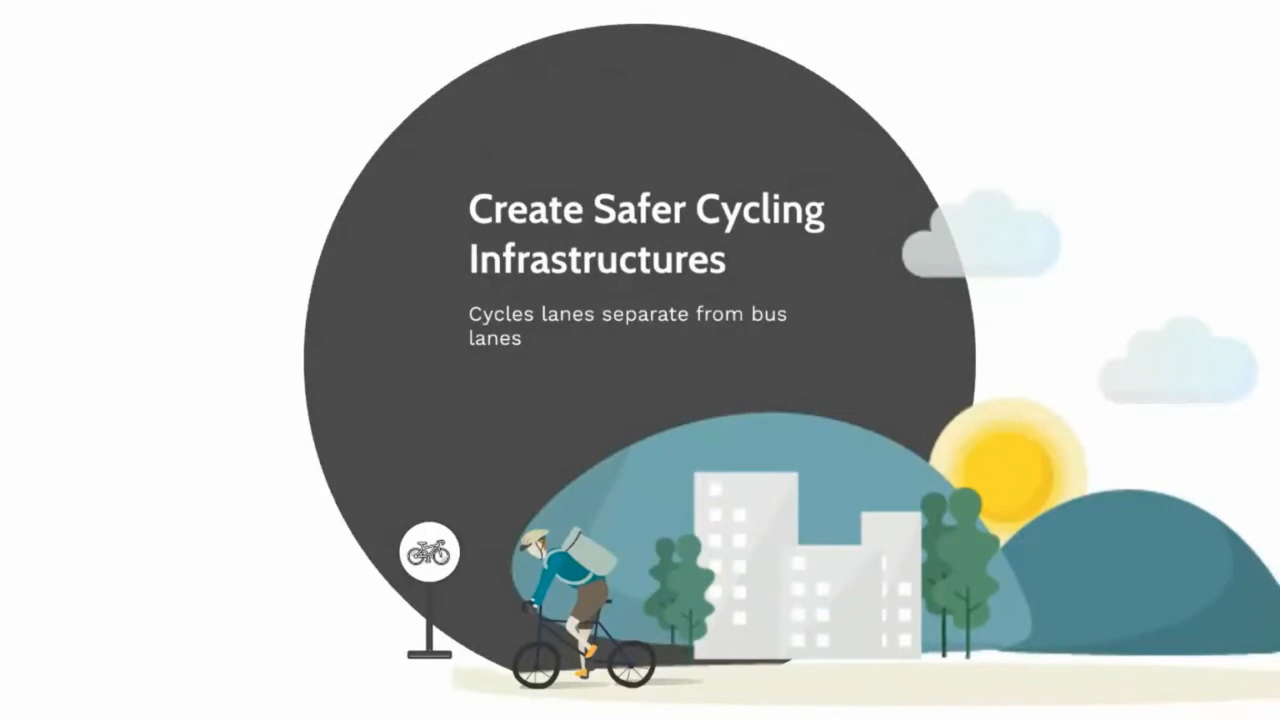 Create Safer Cycling
Infrastructures
Cycles lanes separate from bus
lanes